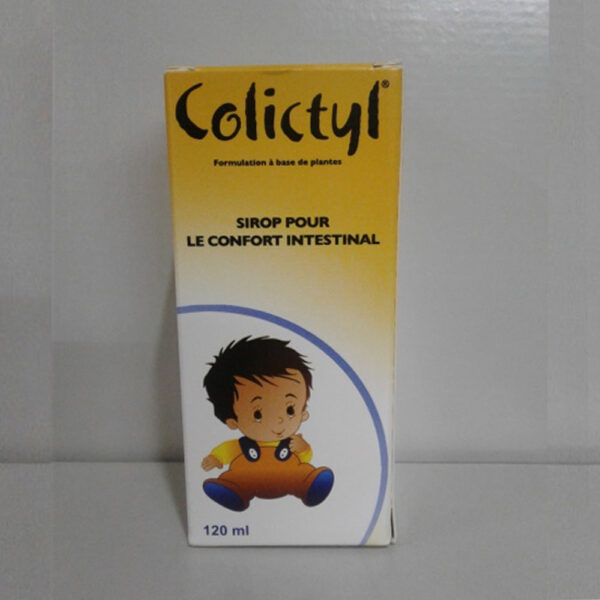 Colictyl®
Formulation à base de plantes
SIROP POUR
LE CONFORT INTESTINAL
120 ml